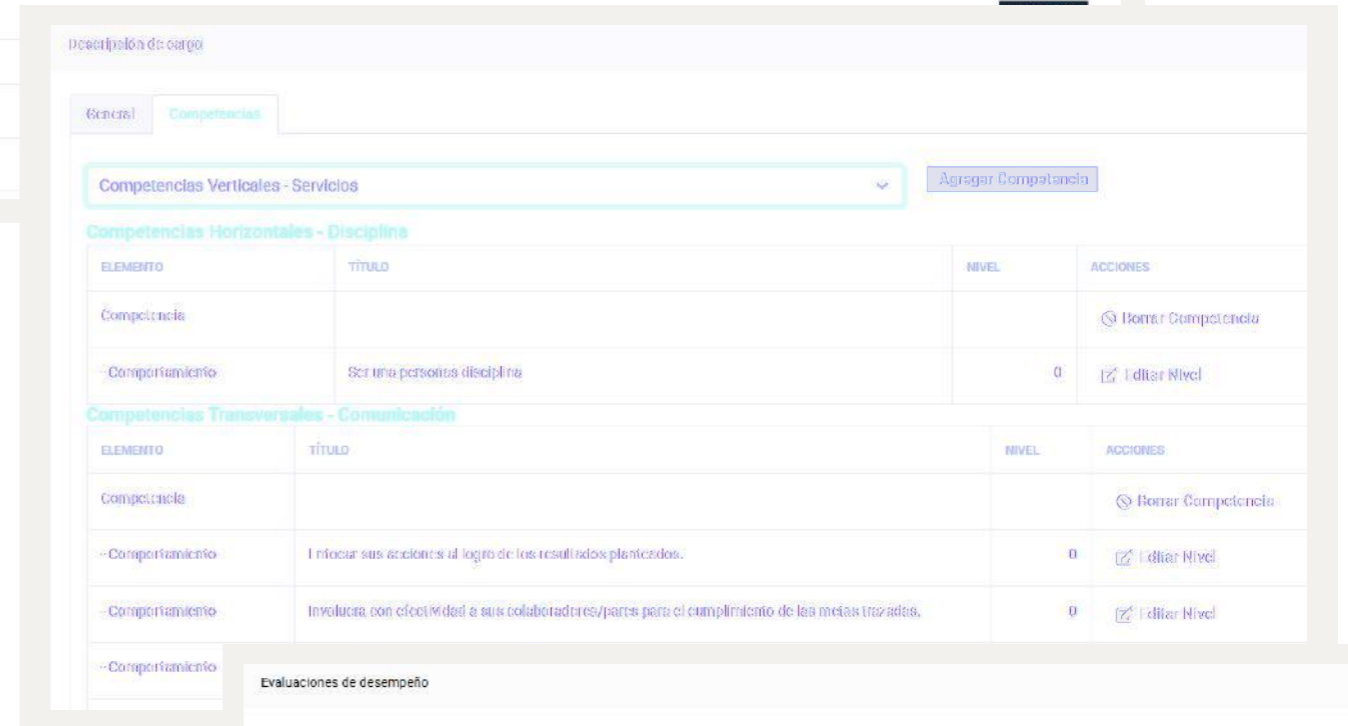 Descripción de cargo
General Competencias
Competencias Verticales - Servicios Agregar Competencia
Competencias Horizontales - Disciplina
ELEMENTO TÍTULO NIVEL ACCIONES
Competencia Borrar Competencia
--Comportamiento Ser una persona disciplina 0 Editar Nivel
Competencias Transversales - Comunicación
ELEMENTO TÍTULO NIVEL ACCIONES
Competencia Borrar Competencia
--Comportamiento Enfocar sus acciones al logro de los resultados planteados. 0 Editar Nivel
--Comportamiento Involucra con efectividad a sus colaboradores/pares para el cumplimiento de las metas trazadas. 0 Editar Nivel
--Comportamiento
Evaluaciones de desempeño